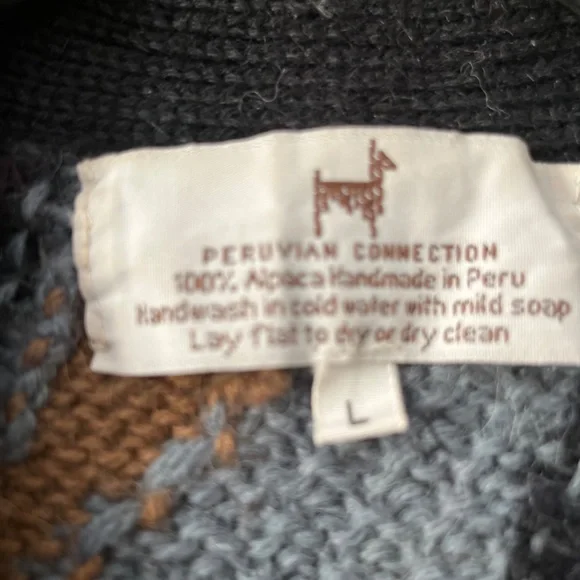 PERUVIAN CONNECTION
100% Alpaca Handmade in Peru
Handwash in cold water with mild soap
Lay flat to dry or dry clean
L